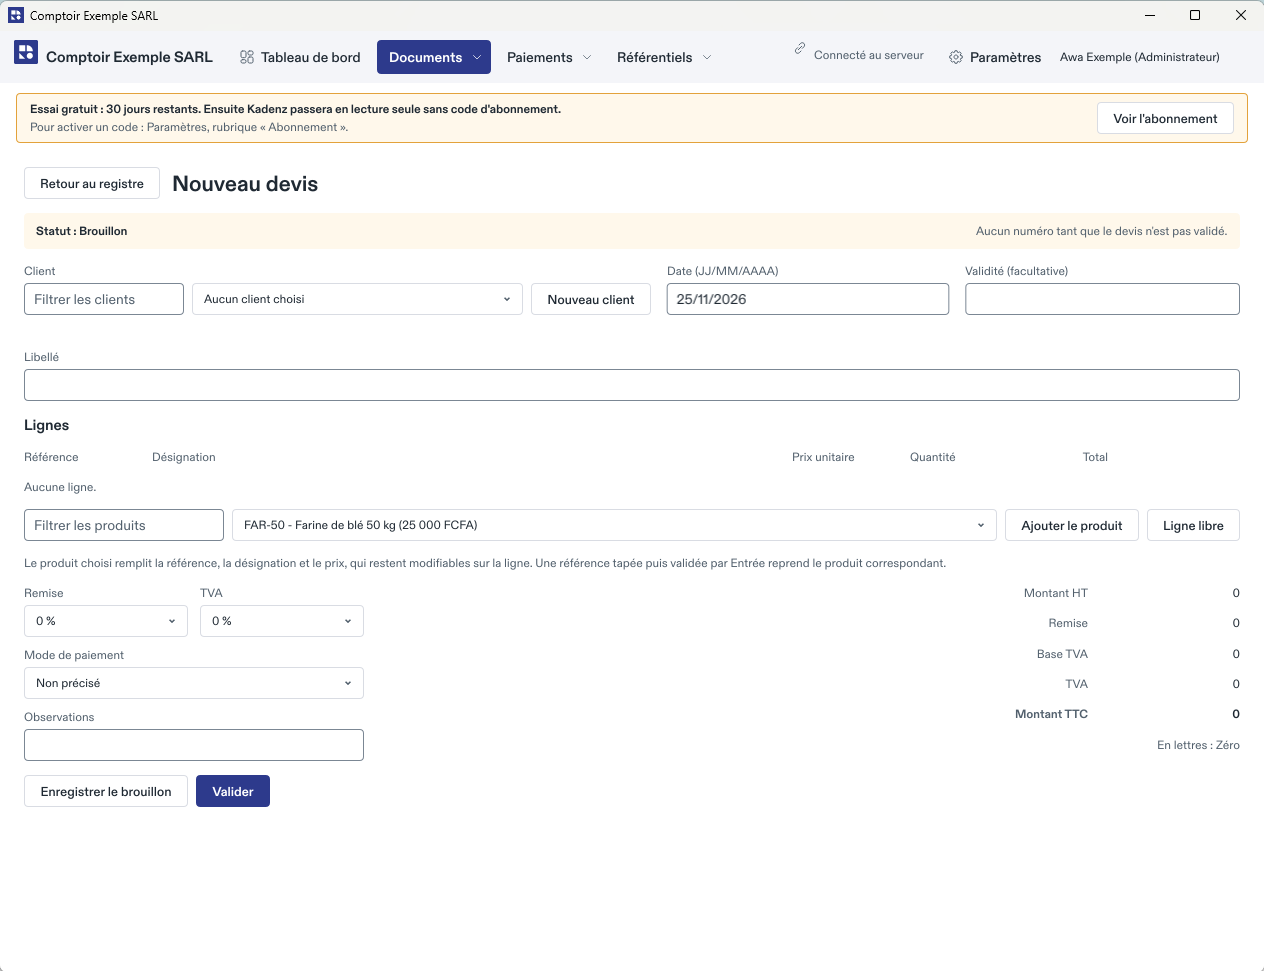 Comptoir Exemple SARL
Comptoir Exemple SARL Tableau de bord Documents Paiements Référentiels Connecté au serveur Paramètres Awa Exemple (Administrateur)
Essai gratuit : 30 jours restants. Ensuite Kadenz passera en lecture seule sans code d'abonnement.
Pour activer un code : Paramètres, rubrique « Abonnement ».
Voir l'abonnement
Retour au registre Nouveau devis
Statut : Brouillon Aucun numéro tant que le devis n'est pas validé.
Client Date (JJ/MM/AAAA) Validité (facultative)
Filtrer les clients Aucun client choisi Nouveau client 25/11/2026
Libellé
Lignes
Référence Désignation Prix unitaire Quantité Total
Aucune ligne.
Filtrer les produits FAR-50 - Farine de blé 50 kg (25 000 FCFA) Ajouter le produit Ligne libre
Le produit choisi remplit la référence, la désignation et le prix, qui restent modifiables sur la ligne. Une référence tapée puis validée par Entrée reprend le produit correspondant.
Remise TVA Montant HT 0
0 % 0 % Remise 0
Mode de paiement Base TVA 0
Non précisé TVA 0
Observations Montant TTC 0
En lettres : Zéro
Enregistrer le brouillon Valider